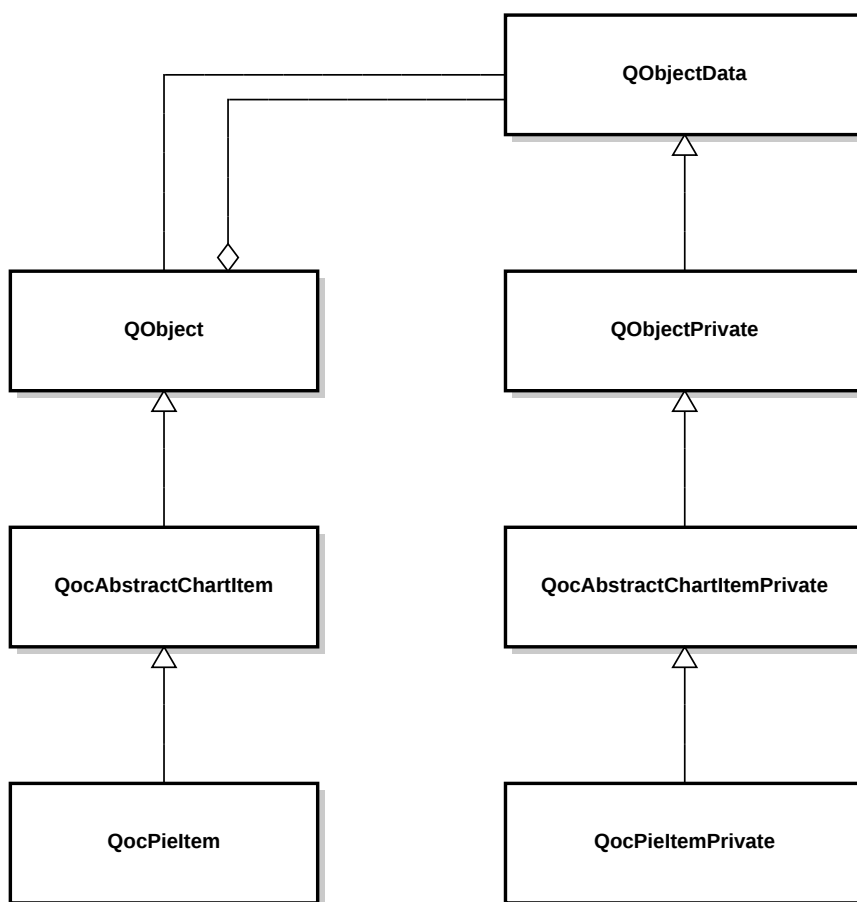 QObjectData
QObject
QObjectPrivate
QocAbstractChartItem
QocAbstractChartItemPrivate
QocPieItem
QocPieItemPrivate